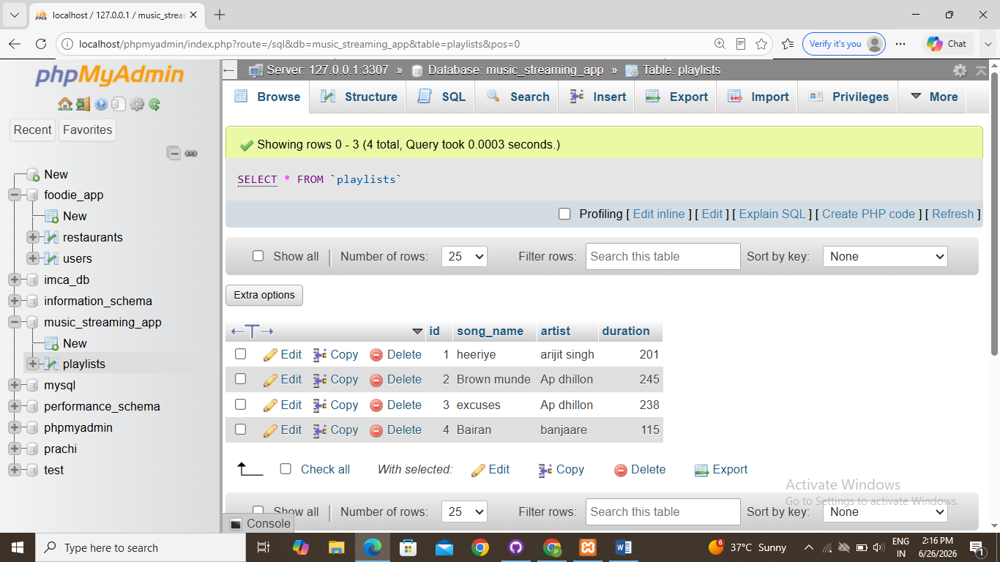 localhost / 127.0.0.1 / music_strea
localhost/phpmyadmin/index.php?route=/sql&db=music_streaming_app&table=playlists&pos=0
Verify it's you
Chat
phpMyAdmin
Recent Favorites
New
foodie_app
New
restaurants
users
imca_db
information_schema
music_streaming_app
New
playlists
mysql
performance_schema
phpmyadmin
prachi
test
Server: 127.0.0.1:3307 » Database: music_streaming_app » Table: playlists
Browse Structure SQL Search Insert Export Import Privileges More
Showing rows 0 - 3 (4 total, Query took 0.0003 seconds.)
SELECT * FROM `playlists`
Profiling [ Edit inline ] [ Edit ] [ Explain SQL ] [ Create PHP code ] [ Refresh ]
Show all Number of rows: 25 Filter rows: Search this table Sort by key: None
Extra options
id song_name artist duration
Edit Copy Delete 1 heeriye arijit singh 201
Edit Copy Delete 2 Brown munde Ap dhillon 245
Edit Copy Delete 3 excuses Ap dhillon 238
Edit Copy Delete 4 Bairan banjaare 115
Check all With selected: Edit Copy Delete Export
Activate Windows
Go to Settings to activate Windows.
Show all Number of rows: 25 Filter rows: Search this table Sort by key: None
Console
Type here to search
37°C Sunny
ENG
IN
2:16 PM
6/26/2026